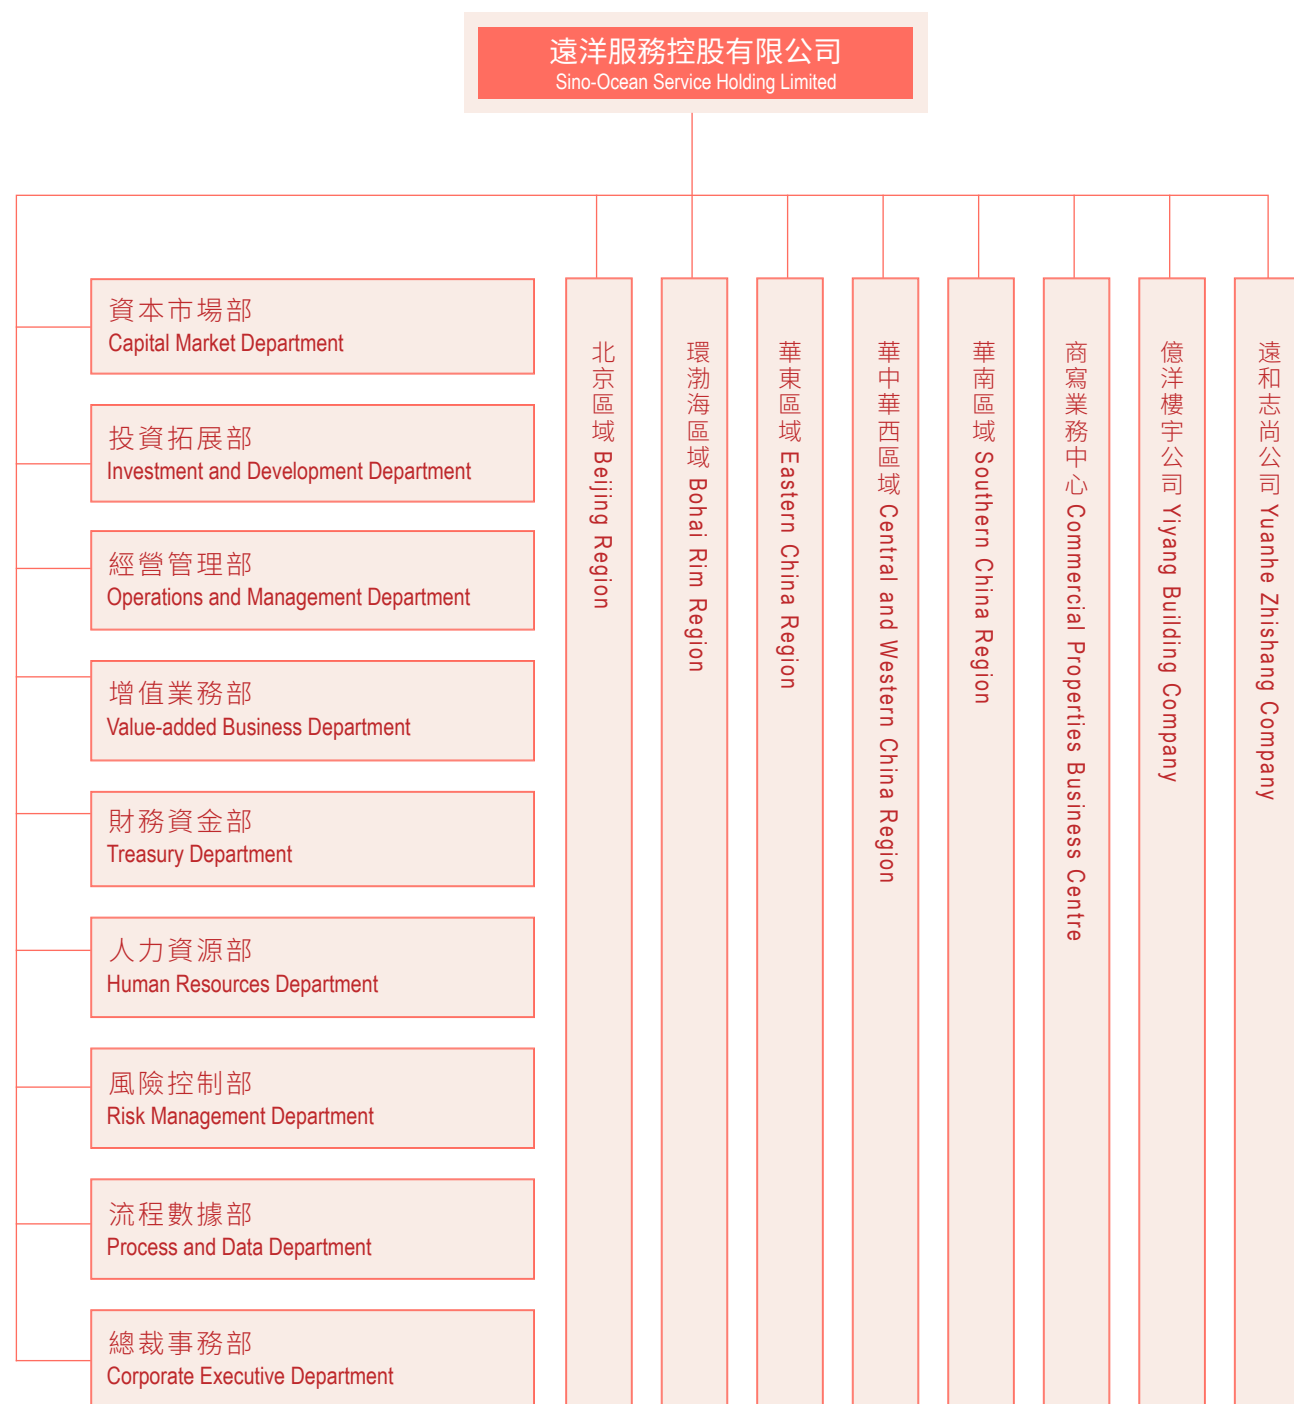 遠洋服務控股有限公司
Sino-Ocean Service Holding Limited
資本市場部
Capital Market Department
投資拓展部
Investment and Development Department
經營管理部
Operations and Management Department
增值業務部
Value-added Business Department
財務資金部
Treasury Department
人力資源部
Human Resources Department
風險控制部
Risk Management Department
流程數據部
Process and Data Department
總裁事務部
Corporate Executive Department
北京區域 Beijing Region
環渤海區域 Bohai Rim Region
華東區域 Eastern China Region
華中華西區域 Central and Western China Region
華南區域 Southern China Region
商寫業務中心 Commercial Properties Business Centre
億洋樓宇公司 Yiyang Building Company
遠和志尚公司 Yuanhe Zhishang Company